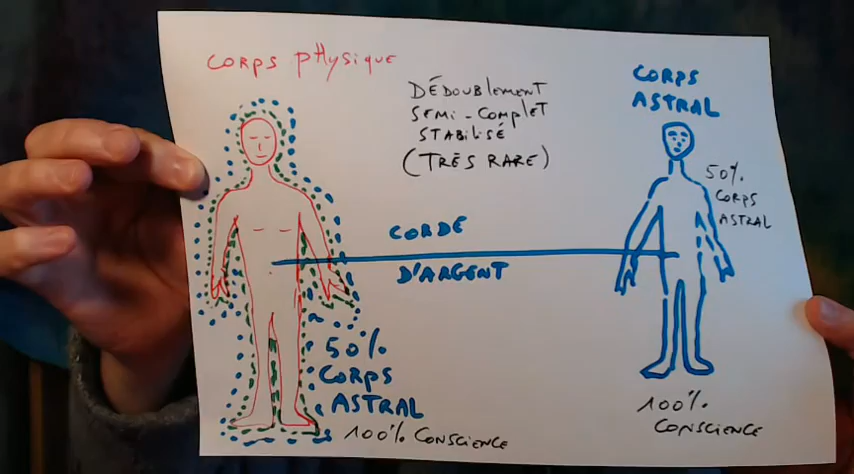 CORPS PHYSIQUE
DÉDOUBLEMENT
SEMI-COMPLET
STABILISÉ
(TRÈS RARE)
CORPS
ASTRAL
50%
CORPS
ASTRAL
CORDE
D'ARGENT
50%
CORPS
ASTRAL
100% CONSCIENCE
100%
CONSCIENCE